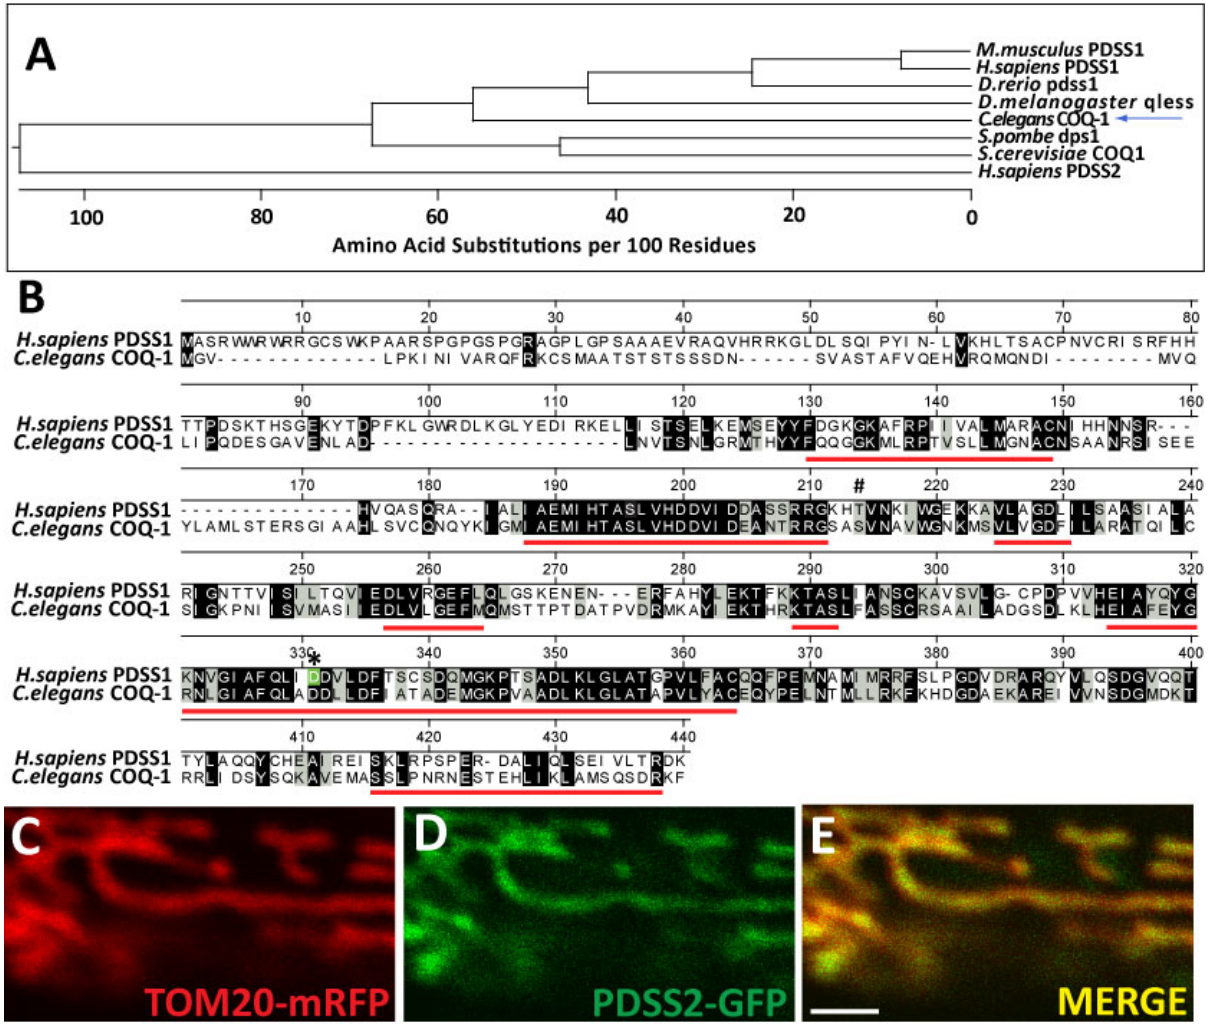 A
M.musculus PDSS1
H.sapiens PDSS1
D.rerio pdss1
D.melanogaster qless
C.elegans COQ-1
S.pombe dps1
S.cerevisiae COQ1
H.sapiens PDSS2
100 80 60 40 20 0
Amino Acid Substitutions per 100 Residues
B
10 20 30 40 50 60 70 80
H.sapiens PDSS1 MASRWWRWRRGCSWKPAARSPGPGSPGRAGPLGPSAAAEVRAQVHRRKGLDLSQIPYIN-LVKHLTSACPNVCRISRFHH
C.elegans COQ-1 MGV-------------LPKINIVARQFRKCSMAATSTSTSSSDN------SVASTAFVQEHVRQMQNDI--------MVQ
90 100 110 120 130 140 150 160
H.sapiens PDSS1 TTPDSKTHSGEKYTDPFKLGWRDLKGLYEDIRKELLISTSELKEMSEYYFDGKGKAFRPIIVALMARACNIHHNNSR---
C.elegans COQ-1 LIPQDESGAVENLAD----------------LNVTSNLGRMTHYYFQQGGKMLRPTVSLLMGNACNSAANRSISEE
170 180 190 200 210 # 220 230 240
H.sapiens PDSS1 --------------HVQASQRA--IALIAEMIHTASLVHDDVIDDASSRRGKHTVNKIWGEKKAVLAGDLILSAASIALA
C.elegans COQ-1 YLAMLSTERSGIAAHLSVCQNQYKIGMIAEMIHTASLVHDDVIDEANTRRGSASVNAVWGNKMSVLVGDFILARATQILC
250 260 270 280 290 300 310 320
H.sapiens PDSS1 RIGNTTVISILTQVIEDLVRGEFLQLGSKENEN---ERFAHYLEKTFKKTASLIANSCKAVSVLG-CPDPVVHEIAYQYG
C.elegans COQ-1 SIGKPNIISVMASIIEDLVLGEFMQMSTTPTDATPVDRMKAYIEKTHRKTASLFASSCRSAAILADGSDLKLHEIAFEYG
330 * 340 350 360 370 380 390 400
H.sapiens PDSS1 KNVGIAFQLIDDVLDFTSCSDQMGKPTSADLKLGLATGPVLFACQQFPEMNAMIMRRFSLPGDVDRARQYVLQSDGVQQT
C.elegans COQ-1 RNLGIAFQLADDLLDFIATADEMGKPVAADLKLGLATAPVLYACEQYPELNTMLLRKFKHDGDAEKAREIVVNSDGMDKT
410 420 430 440
H.sapiens PDSS1 TYLAQQYCHEAIREISKLRPSPER-DALIQLSEIVLTRDK
C.elegans COQ-1 RRLIDSYSQKAVEMASSLPNRNESTEHLIKLAMSQSDRKF
C
TOM20-mRFP
D
PDSS2-GFP
E
MERGE